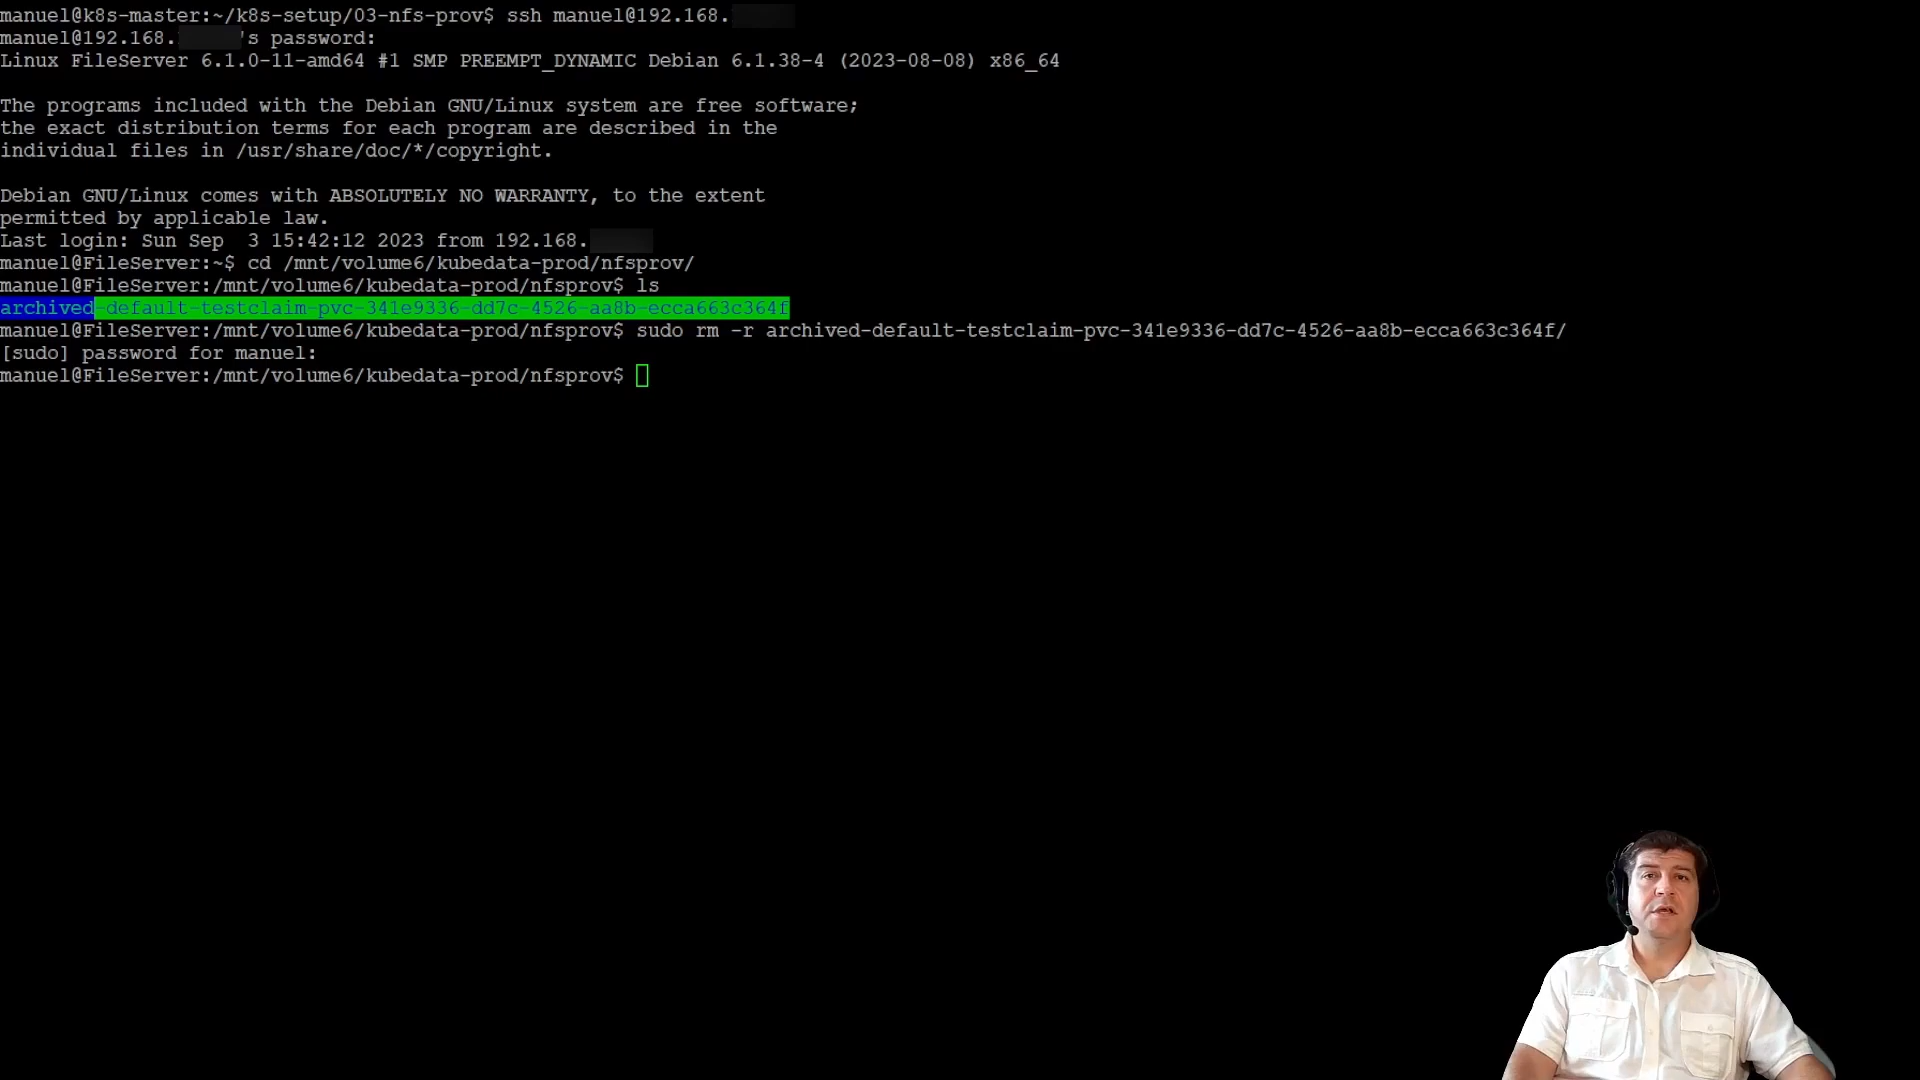 manuel@k8s-master:~/k8s-setup/03-nfs-prov$ ssh manuel@192.168.
manuel@192.168.      's password:
Linux FileServer 6.1.0-11-amd64 #1 SMP PREEMPT_DYNAMIC Debian 6.1.38-4 (2023-08-08) x86_64
The programs included with the Debian GNU/Linux system are free software;
the exact distribution terms for each program are described in the
individual files in /usr/share/doc/*/copyright.
Debian GNU/Linux comes with ABSOLUTELY NO WARRANTY, to the extent
permitted by applicable law.
Last login: Sun Sep  3 15:42:12 2023 from 192.168.
manuel@FileServer:~$ cd /mnt/volume6/kubedata-prod/nfsprov/
manuel@FileServer:/mnt/volume6/kubedata-prod/nfsprov$ ls
archived-default-testclaim-pvc-341e9336-dd7c-4526-aa8b-ecca663c364f
manuel@FileServer:/mnt/volume6/kubedata-prod/nfsprov$ sudo rm -r archived-default-testclaim-pvc-341e9336-dd7c-4526-aa8b-ecca663c364f/
[sudo] password for manuel:
manuel@FileServer:/mnt/volume6/kubedata-prod/nfsprov$